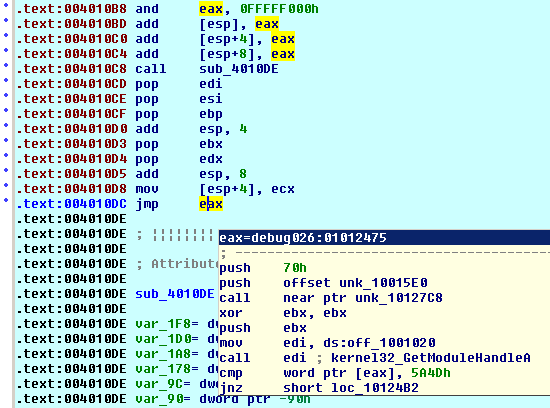 .text:004010B8 and eax, 0FFFFF000h
.text:004010BD add [esp], eax
.text:004010C0 add [esp+4], eax
.text:004010C4 add [esp+8], eax
.text:004010C8 call sub_4010DE
.text:004010CD pop edi
.text:004010CE pop esi
.text:004010CF pop ebp
.text:004010D0 add esp, 4
.text:004010D3 pop ebx
.text:004010D4 pop edx
.text:004010D5 add esp, 8
.text:004010D8 mov [esp+4], ecx
.text:004010DC jmp eax
.text:004010DE
.text:004010DE ; ¦¦¦¦¦¦¦¦
.text:004010DE
.text:004010DE ; Attribut
.text:004010DE
.text:004010DE sub_4010DE
.text:004010DE
.text:004010DE var_1F8= dw
.text:004010DE var_1D0= dw
.text:004010DE var_1A8= dw
.text:004010DE var_178= dw
.text:004010DE var_9C= dwo
.text:004010DE var_90= dword ptr -90h
eax=debug026:01012475
; ---------------------------------------
push 70h
push offset unk_10015E0
call near ptr unk_10127C8
xor ebx, ebx
push ebx
mov edi, ds:off_1001020
call edi ; kernel32_GetModuleHandleA
cmp word ptr [eax], 5A4Dh
jnz short loc_10124B2